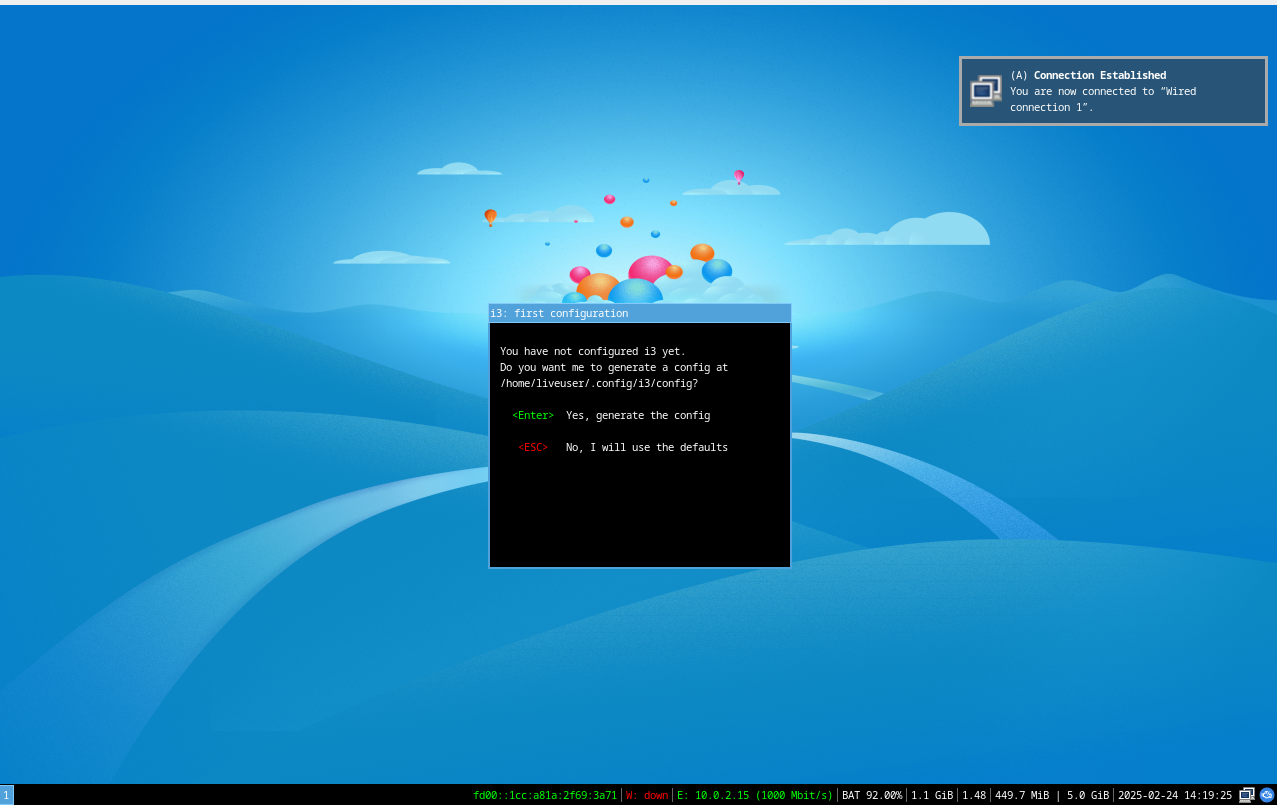 (A) Connection Established
You are now connected to “Wired
connection 1”.
i3: first configuration
You have not configured i3 yet.
Do you want me to generate a config at
/home/liveuser/.config/i3/config?
<Enter> Yes, generate the config
<ESC> No, I will use the defaults
1
fd00::1cc:a81a:2f69:3a71 | W: down | E: 10.0.2.15 (1000 Mbit/s) | BAT 92.00% | 1.1 GiB | 1.48 | 449.7 MiB | 5.0 GiB | 2025-02-24 14:19:25